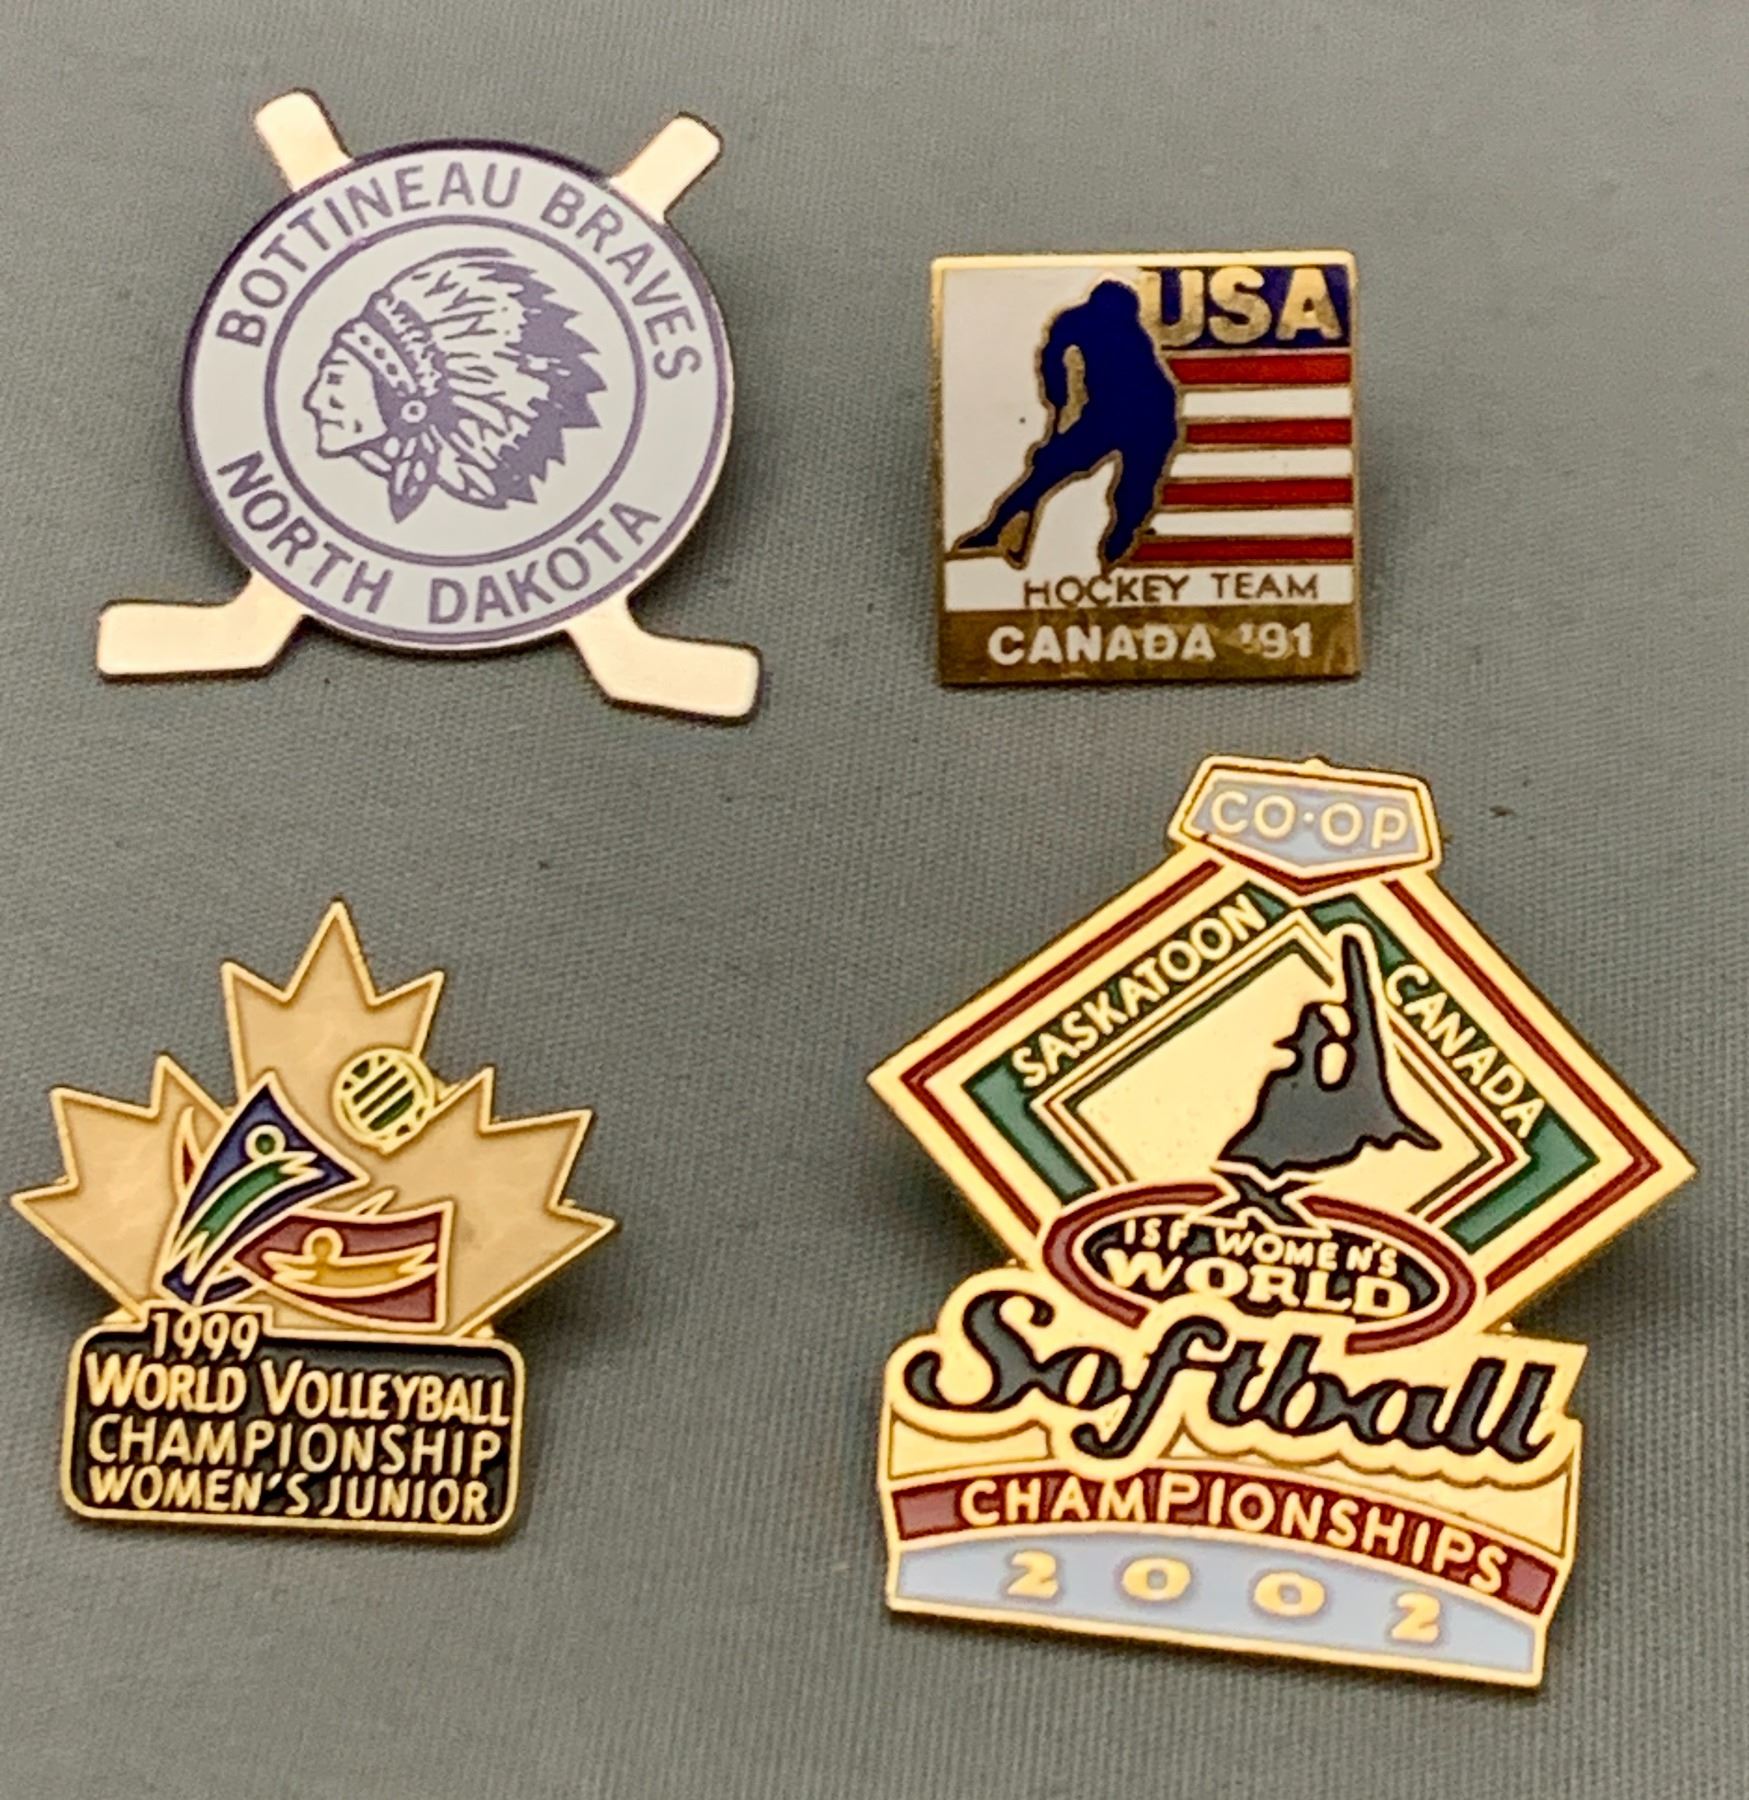 BOTTINEAU BRAVES
NORTH DAKOTA
USA
HOCKEY TEAM
CANADA '91
1999
WORLD VOLLEYBALL
CHAMPIONSHIP
WOMEN'S JUNIOR
CO·OP
SASKATOON
CANADA
ISF WOMEN'S
WORLD
Softball
CHAMPIONSHIPS
2002